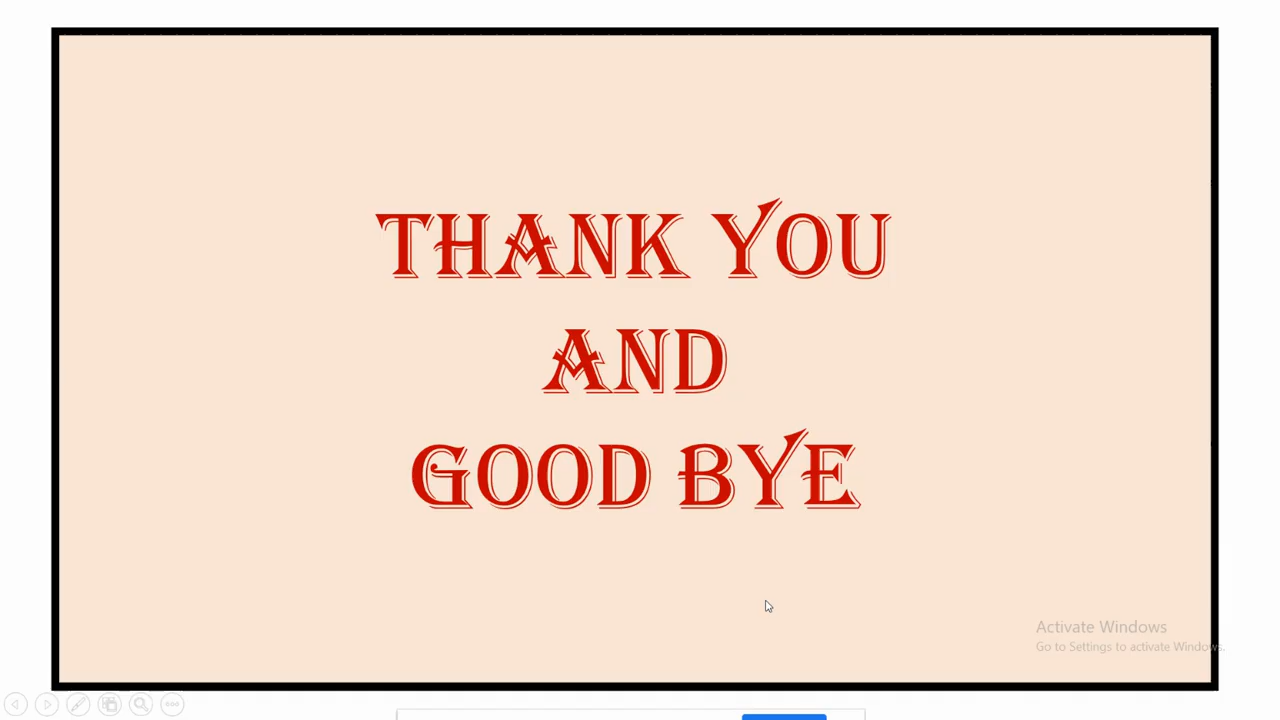 THANK YOU
AND
GOOD BYE
Activate Windows
Go to Settings to activate Windows.